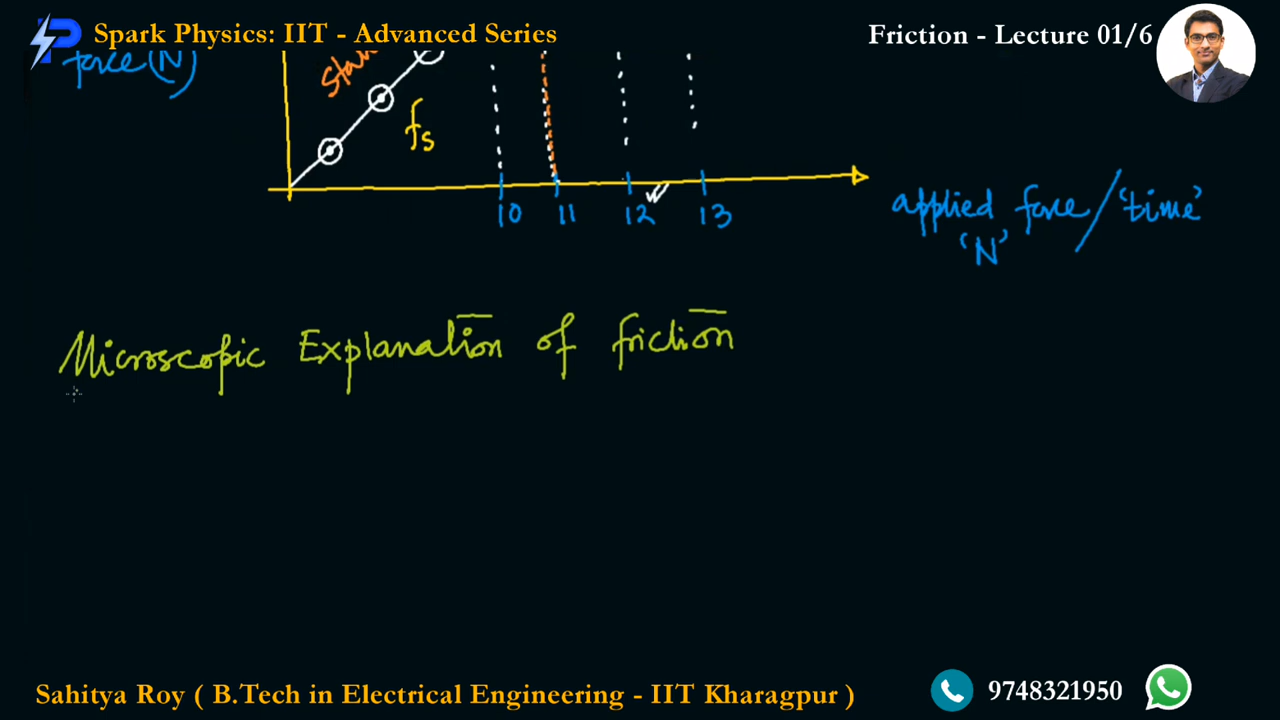 Spark Physics: IIT - Advanced Series
Friction - Lecture 01/6
force (N)
fs
10 11 12 13
applied force/'time'
'N'
Microscopic Explanation of friction
Sahitya Roy ( B.Tech in Electrical Engineering - IIT Kharagpur )
9748321950